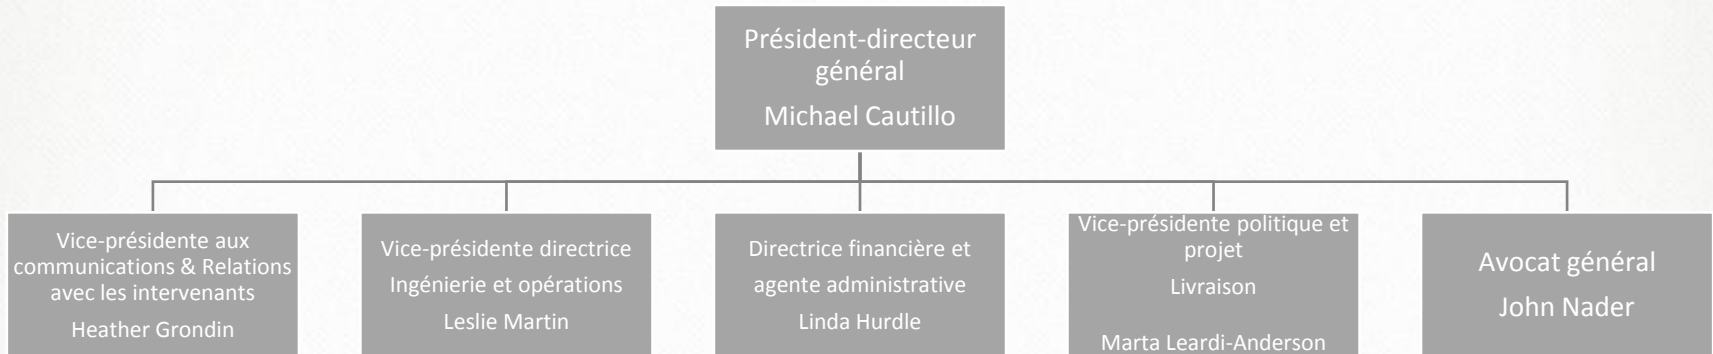 Président-directeur
général
Michael Cautillo
Vice-présidente aux
communications & Relations
avec les intervenants
Heather Grondin
Vice-présidente directrice
Ingénierie et opérations
Leslie Martin
Directrice financière et
agente administrative
Linda Hurdle
Vice-présidente politique et
projet
Livraison
Marta Leardi-Anderson
Avocat général
John Nader